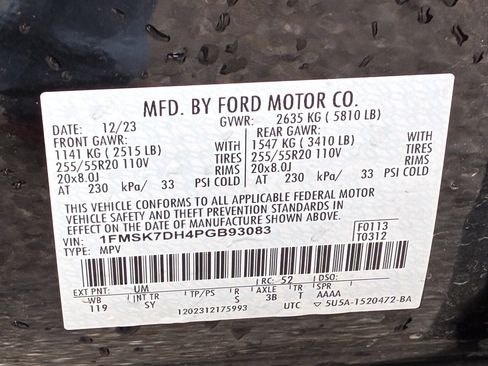 MFD. BY FORD MOTOR CO.
DATE: 12/23 GVWR: 2635 KG ( 5810 LB)
FRONT GAWR: REAR GAWR:
1141 KG ( 2515 LB) WITH 1547 KG ( 3410 LB) WITH
255/55R20 110V TIRES 255/55R20 110V TIRES
20x8.0J RIMS 20x8.0J RIMS
AT 230 kPa/ 33 PSI COLD AT 230 kPa/ 33 PSI COLD
THIS VEHICLE CONFORMS TO ALL APPLICABLE FEDERAL MOTOR
VEHICLE SAFETY AND THEFT PREVENTION STANDARDS IN
EFFECT ON THE DATE OF MANUFACTURE SHOWN ABOVE.
VIN: 1FMSK7DH4PGB93083 F0113
TYPE: MPV T0312
EXT PNT: UM RC: 52 DSO:
WB INT TR TP/PS R AXLE TR SPR
119 SY S 3B T AAAA
1202312175993 UTC ▽ 5U5A-1520472-BA